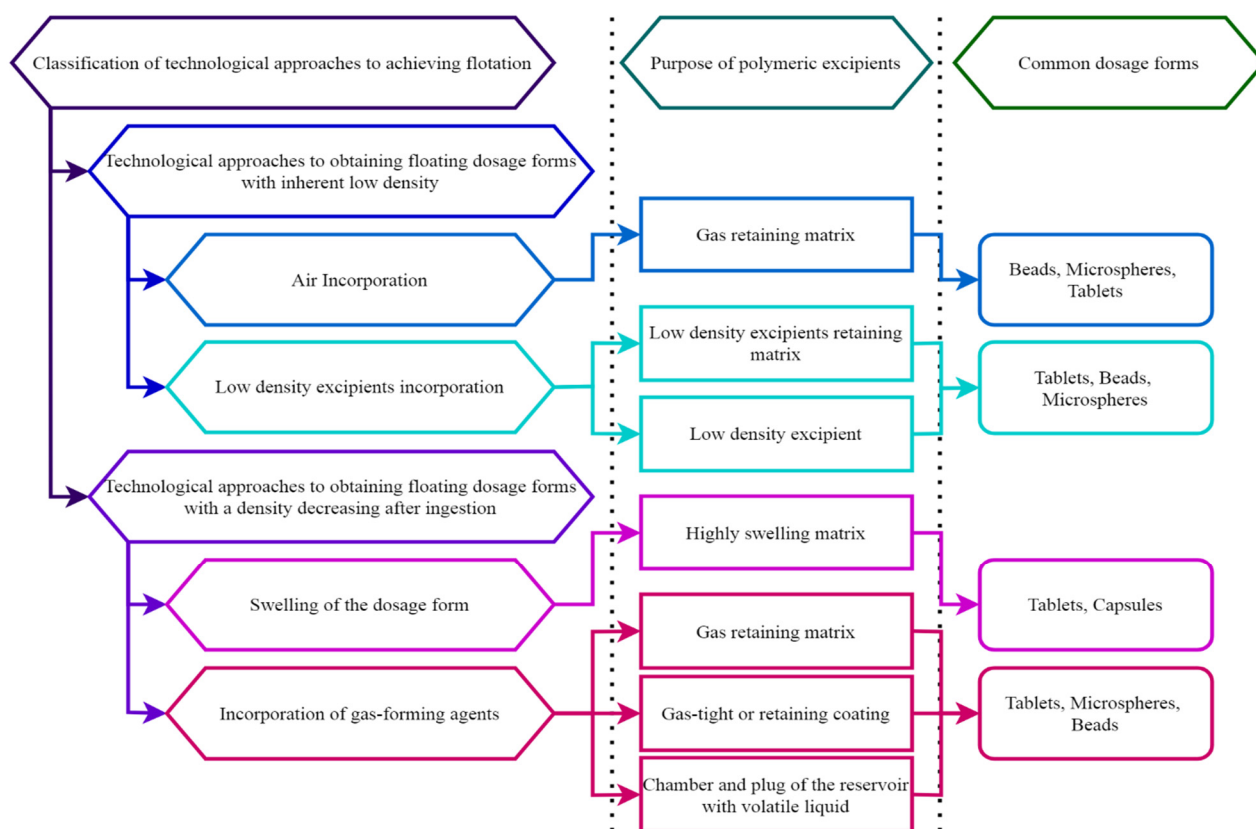 Classification of technological approaches to achieving flotation
Purpose of polymeric excipients
Common dosage forms
Technological approaches to obtaining floating dosage forms
with inherent low density
Air Incorporation
Gas retaining matrix
Beads, Microspheres,
Tablets
Low density excipients incorporation
Low density excipients retaining
matrix
Low density excipient
Tablets, Beads,
Microspheres
Technological approaches to obtaining floating dosage forms
with a density decreasing after ingestion
Swelling of the dosage form
Highly swelling matrix
Tablets, Capsules
Incorporation of gas-forming agents
Gas retaining matrix
Gas-tight or retaining coating
Chamber and plug of the reservoir
with volatile liquid
Tablets, Microspheres,
Beads